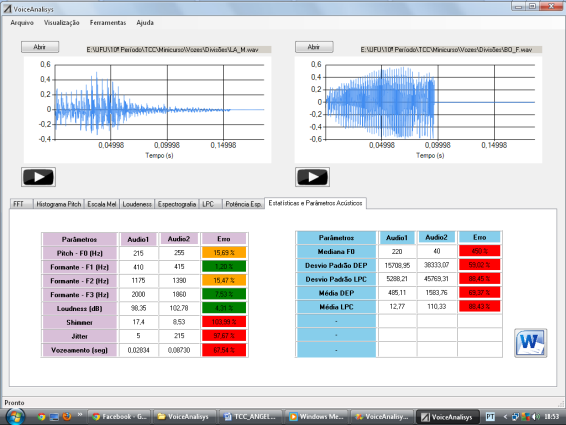 VoiceAnalisys
Arquivo Visualização Ferramentas Ajuda
Abrir E:\UFU\10º Período\TCC\Minicurso\Vozes\Divisões\LA_M.wav
Abrir E:\UFU\10º Período\TCC\Minicurso\Vozes\Divisões\BO_F.wav
0,6
0,4
0,2
0
-0,2
-0,4
0,04998 0,09998 0,14998
Tempo (s)
0,6
0,4
0,2
0
-0,2
-0,4
-0,6
0,04998 0,09998 0,14998
Tempo (s)
FFT Histograma Pitch Escala Mel Loudeness Espectrografia LPC Potência Esp. Estatísticas e Parâmetros Acústicos
Parâmetros Audio1 Audio2 Erro
Pitch - F0 (Hz) 215 255 15,69 %
Formante - F1 (Hz) 410 415 1,20 %
Formante - F2 (Hz) 1175 1390 15,47 %
Formante - F3 (Hz) 2000 1860 7,53 %
Loudness (dB) 98,35 102,78 4,31 %
Shimmer 17,4 8,53
Jitter 5 215 97,67 %
Vozeamento (seg) 0,02834 0,08730 67,54 %
Parâmetros Audio1 Audio2 Erro
Mediana F0 220 40 450 %
Desvio Padrão DEP 15708,95 38333,07 59,02 %
Desvio Padrão LPC 5288,21 45769,31 88,45 %
Média DEP 485,11 1583,76 69,37 %
Média LPC 12,77 110,33 88,43 %
-
-
-
Pronto
Facebook - G... VoiceAnalisys TCC_ANGEL... Windows Me... VoiceAnalisy... VoiceAnalisys PT 18:53